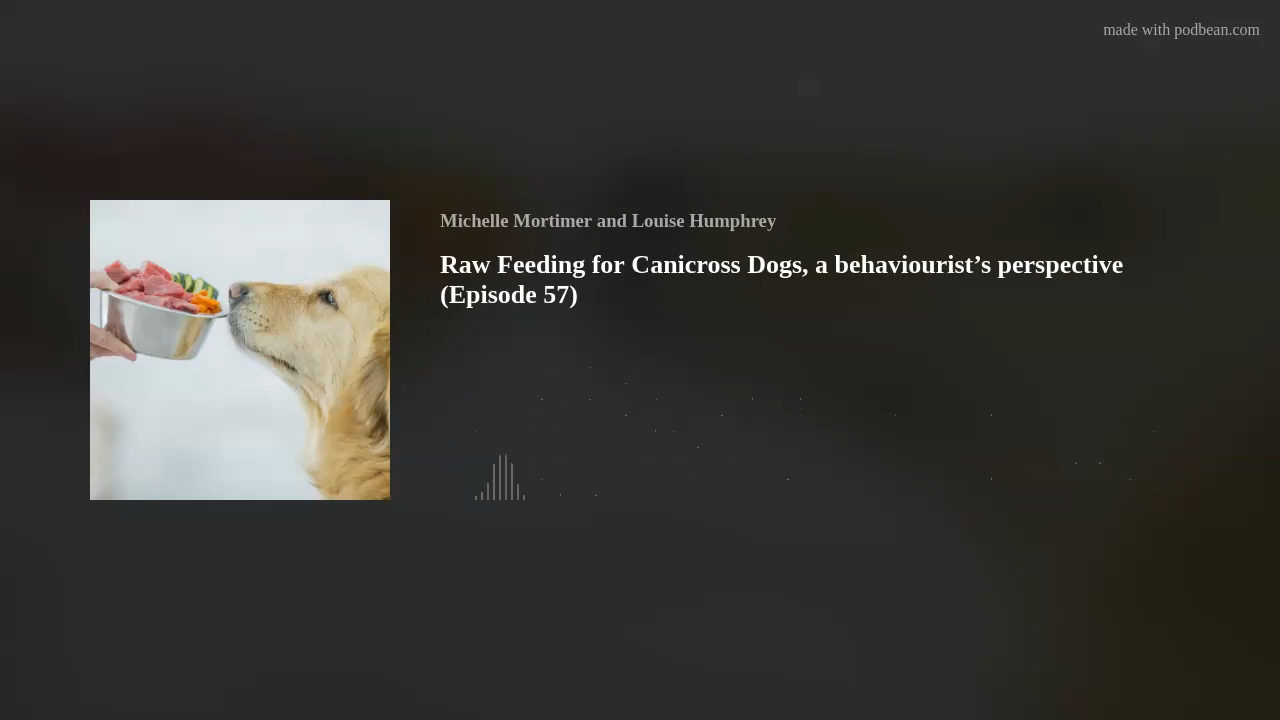 made with podbean.com
Michelle Mortimer and Louise Humphrey
Raw Feeding for Canicross Dogs, a behaviourist’s perspective
(Episode 57)